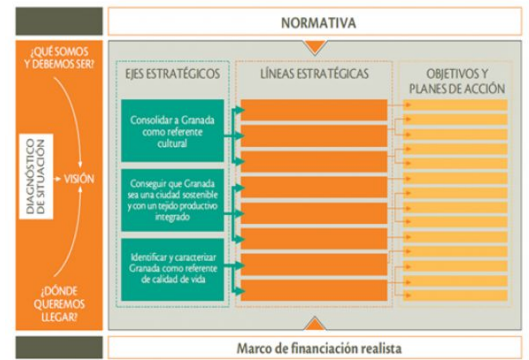 NORMATIVA
¿QUÉ SOMOS
Y DEBEMOS SER?
DIAGNÓSTICO
DE SITUACIÓN
VISIÓN
¿DÓNDE
QUEREMOS
LLEGAR?
EJES ESTRATÉGICOS
Consolidar a Granada
como referente
cultural
Conseguir que Granada
sea una ciudad sostenible
y con un tejido productivo
integrado
Identificar y caracterizar
Granada como referente
de calidad de vida
LÍNEAS ESTRATÉGICAS
OBJETIVOS Y
PLANES DE ACCIÓN
Marco de financiación realista